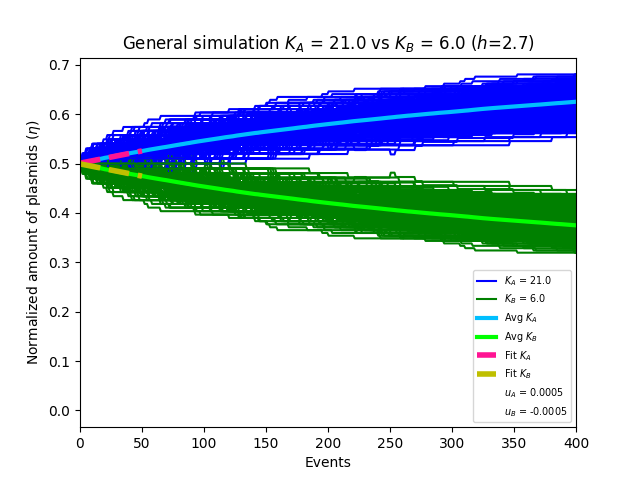 General simulation K_A = 21.0 vs K_B = 6.0 (h=2.7)
Normalized amount of plasmids (η)
0.7
0.6
0.5
0.4
0.3
0.2
0.1
0.0
K_A = 21.0
K_B = 6.0
Avg K_A
Avg K_B
Fit K_A
Fit K_B
u_A = 0.0005
u_B = -0.0005
0 50 100 150 200 250 300 350 400
Events